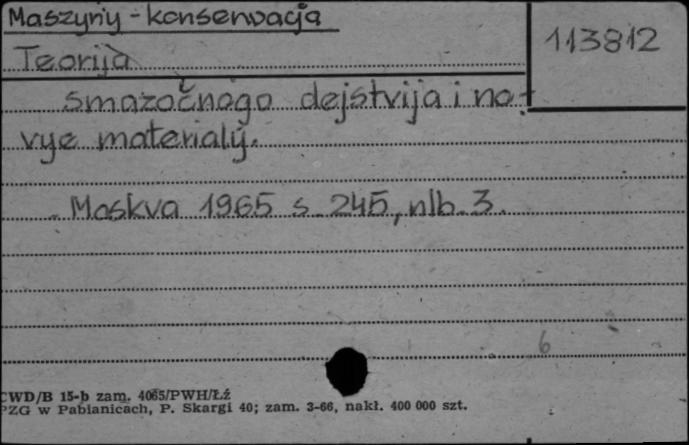 Maszyny - konserwacja
113812
Teorija
smazočnogo dejstvija i no-
vye materialy.
Moskva 1965 s. 245, nlb. 3.
6
CWD/B 15-b zam. 4065/PWH/Łź
PZG w Pabianicach, P. Skargi 40; zam. 3-66, nakł. 400 000 szt.